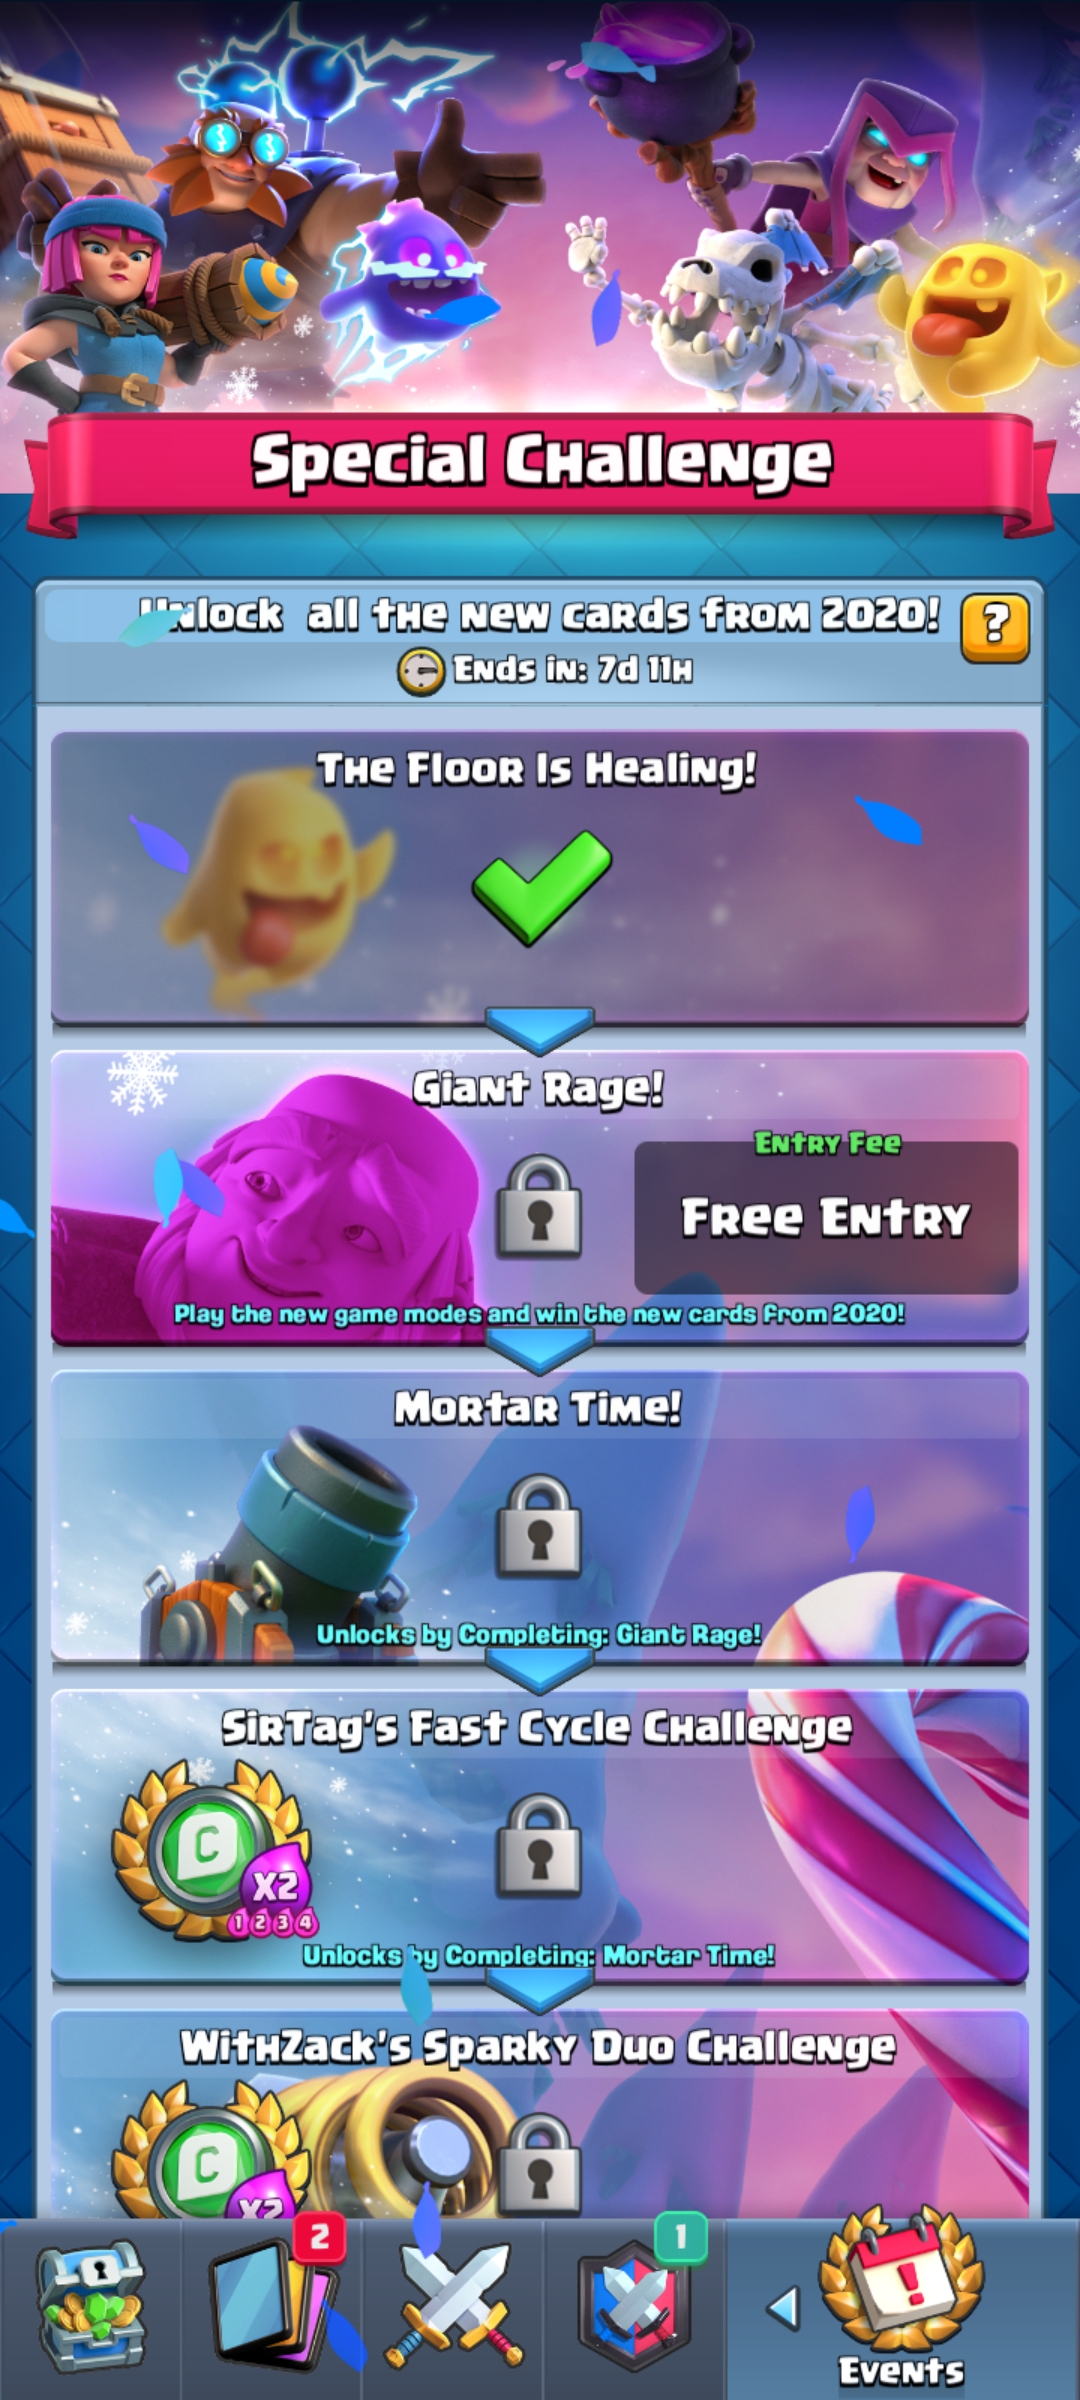 Special Challenge
Unlock all the new cards from 2020!
?
Ends in: 7d 11h
The Floor Is Healing!
Giant Rage!
Entry Fee
Free Entry
Play the new game modes and win the new cards from 2020!
Mortar Time!
Unlocks by Completing: Giant Rage!
SirTag's Fast Cycle Challenge
C
X2
1 2 3 4
Unlocks by Completing: Mortar Time!
WithZack's Sparky Duo Challenge
C
X2
2
1
!
Events